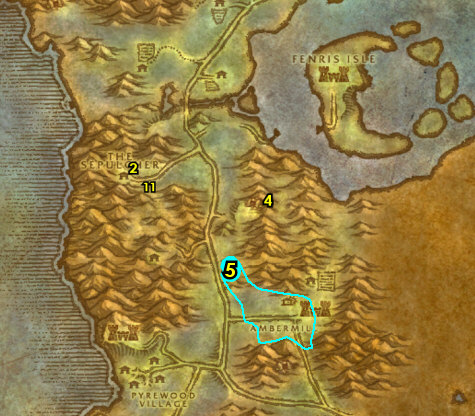 FENRIS ISLE
THE
SEPULCHER
2
11
4
5
AMBERMILL
PYREWOOD
VILLAGE